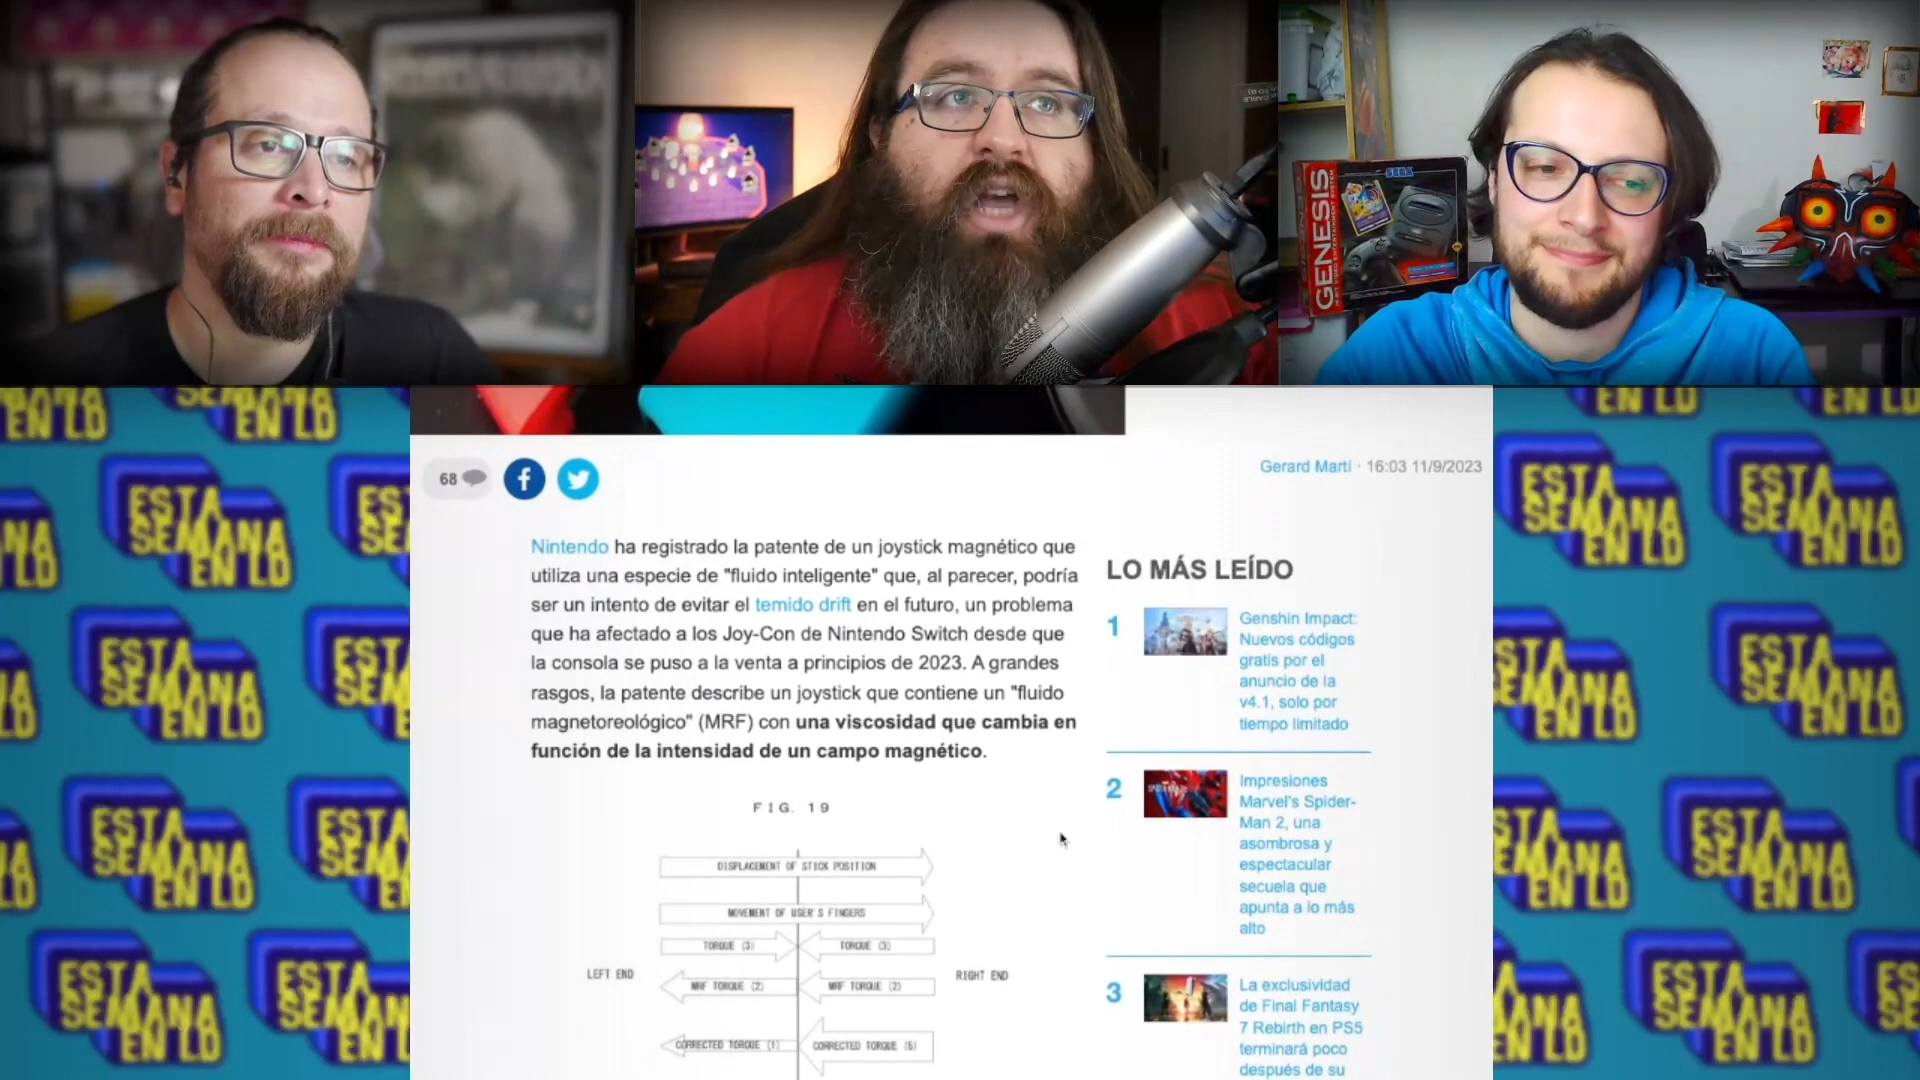 GENESIS
SEGA
68
Gerard Martí · 16:03 11/9/2023
Nintendo ha registrado la patente de un joystick magnético que
utiliza una especie de "fluido inteligente" que, al parecer, podría
ser un intento de evitar el temido drift en el futuro, un problema
que ha afectado a los Joy-Con de Nintendo Switch desde que
la consola se puso a la venta a principios de 2023. A grandes
rasgos, la patente describe un joystick que contiene un "fluido
magnetoreológico" (MRF) con una viscosidad que cambia en
función de la intensidad de un campo magnético.
FIG. 19
DISPLACEMENT OF STICK POSITION
MOVEMENT OF USER'S FINGERS
TORQUE (3)
TORQUE (3)
LEFT END
RIGHT END
MRF TORQUE (2)
MRF TORQUE (2)
CORRECTED TORQUE (1)
CORRECTED TORQUE (5)
LO MÁS LEÍDO
1
Genshin Impact:
Nuevos códigos
gratis por el
anuncio de la
v4.1, solo por
tiempo limitado
2
Impresiones
Marvel's Spider-
Man 2, una
asombrosa y
espectacular
secuela que
apunta a lo más
alto
3
La exclusividad
de Final Fantasy
7 Rebirth en PS5
terminará poco
después de su
ESTA
SEMANA
EN LD